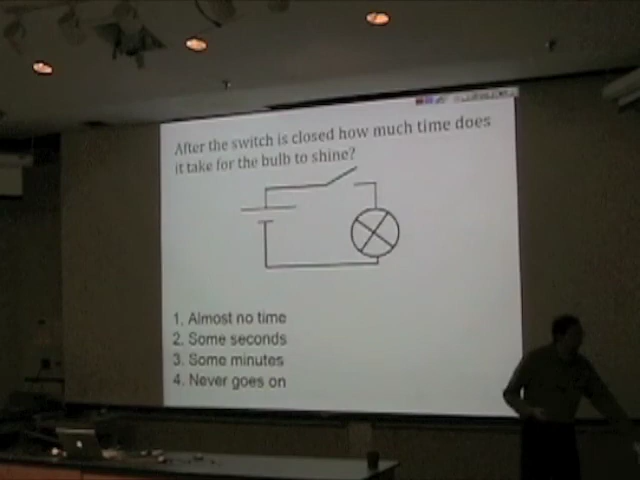 After the switch is closed how much time does
it take for the bulb to shine?
1. Almost no time
2. Some seconds
3. Some minutes
4. Never goes on